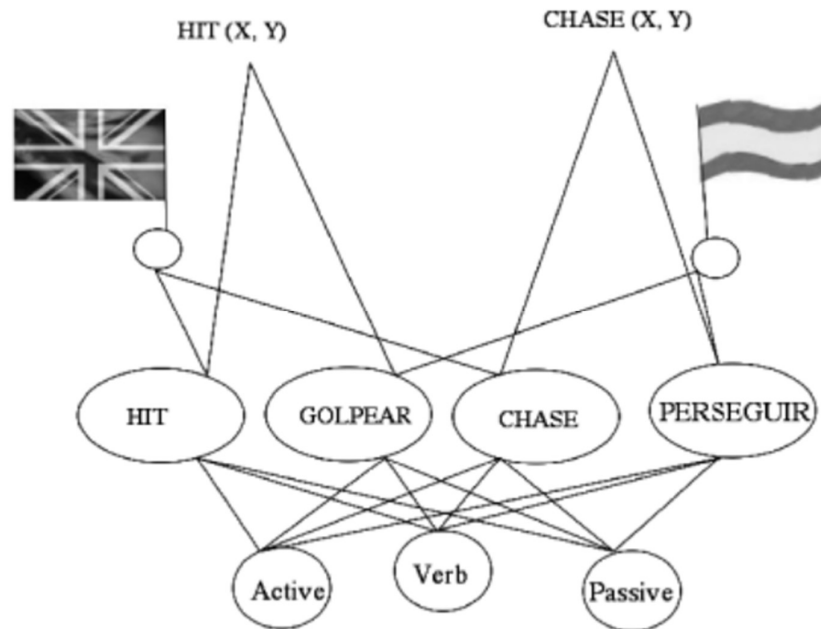 HIT (X, Y)
CHASE (X, Y)
HIT
GOLPEAR
CHASE
PERSEGUIR
Active
Verb
Passive